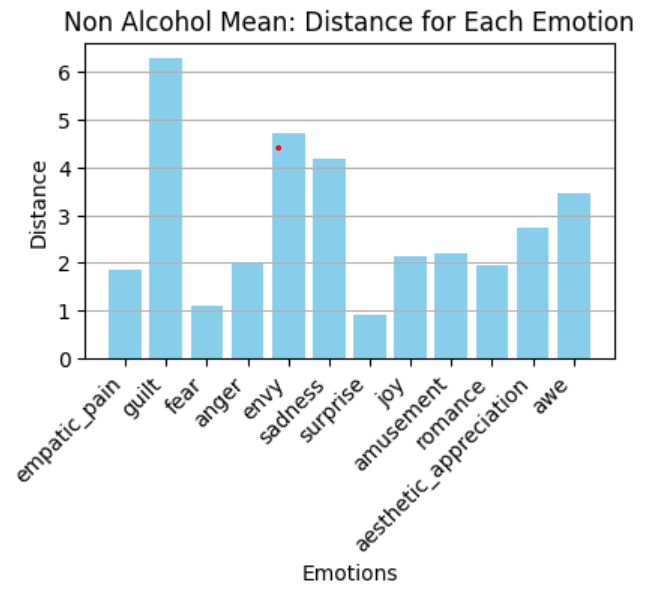 Non Alcohol Mean: Distance for Each Emotion
6
5
4
3
2
1
0
Distance
empatic_pain
guilt
fear
anger
envy
sadness
surprise
joy
amusement
romance
aesthetic_appreciation
awe
Emotions